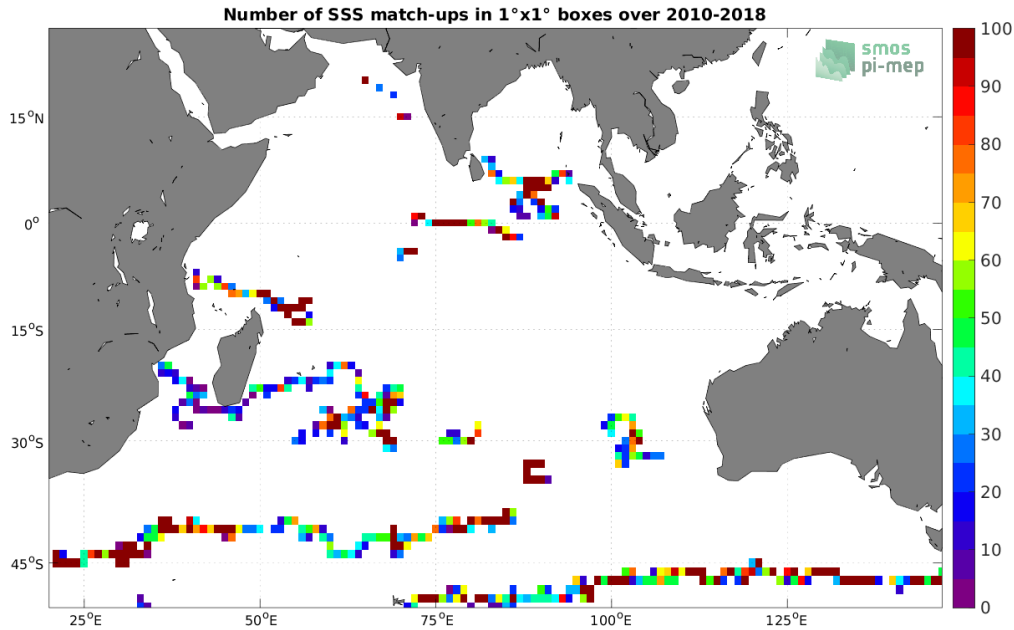 Number of SSS match-ups in 1°x1° boxes over 2010-2018
smos
pi-mep
15°N
0°
15°S
30°S
45°S
25°E
50°E
75°E
100°E
125°E
100
90
80
70
60
50
40
30
20
10
0